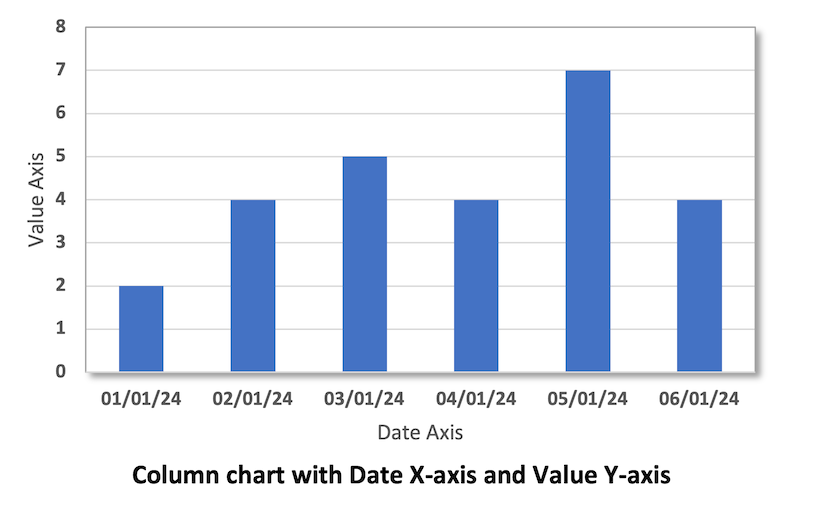 8
7
6
5
4
3
2
1
0
Value Axis
01/01/24 02/01/24 03/01/24 04/01/24 05/01/24 06/01/24
Date Axis
Column chart with Date X-axis and Value Y-axis